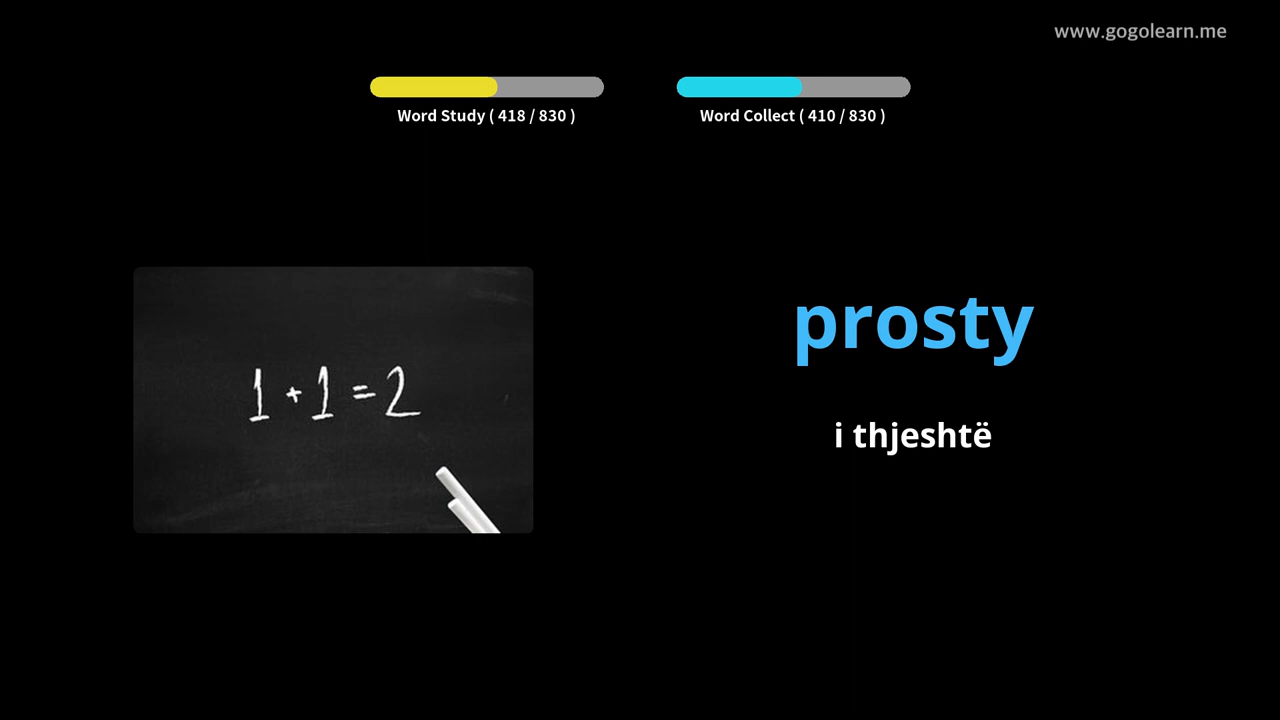 www.gogolearn.me
Word Study ( 418 / 830 )
Word Collect ( 410 / 830 )
1 + 1 = 2
prosty
i thjeshtë